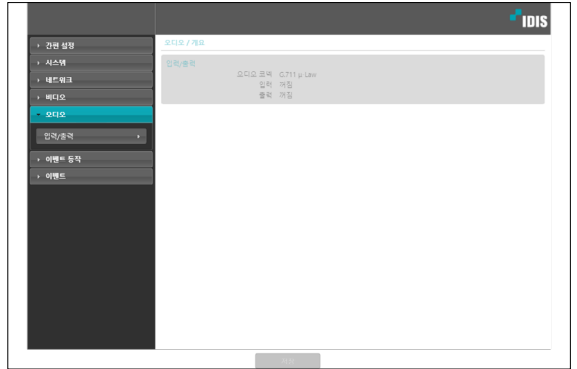 IDIS
간편 설정
시스템
네트워크
비디오
오디오
입력/출력
이벤트 동작
이벤트
오디오 / 개요
입력/출력
오디오 코덱 G.711 μ-Law
입력 꺼짐
출력 꺼짐